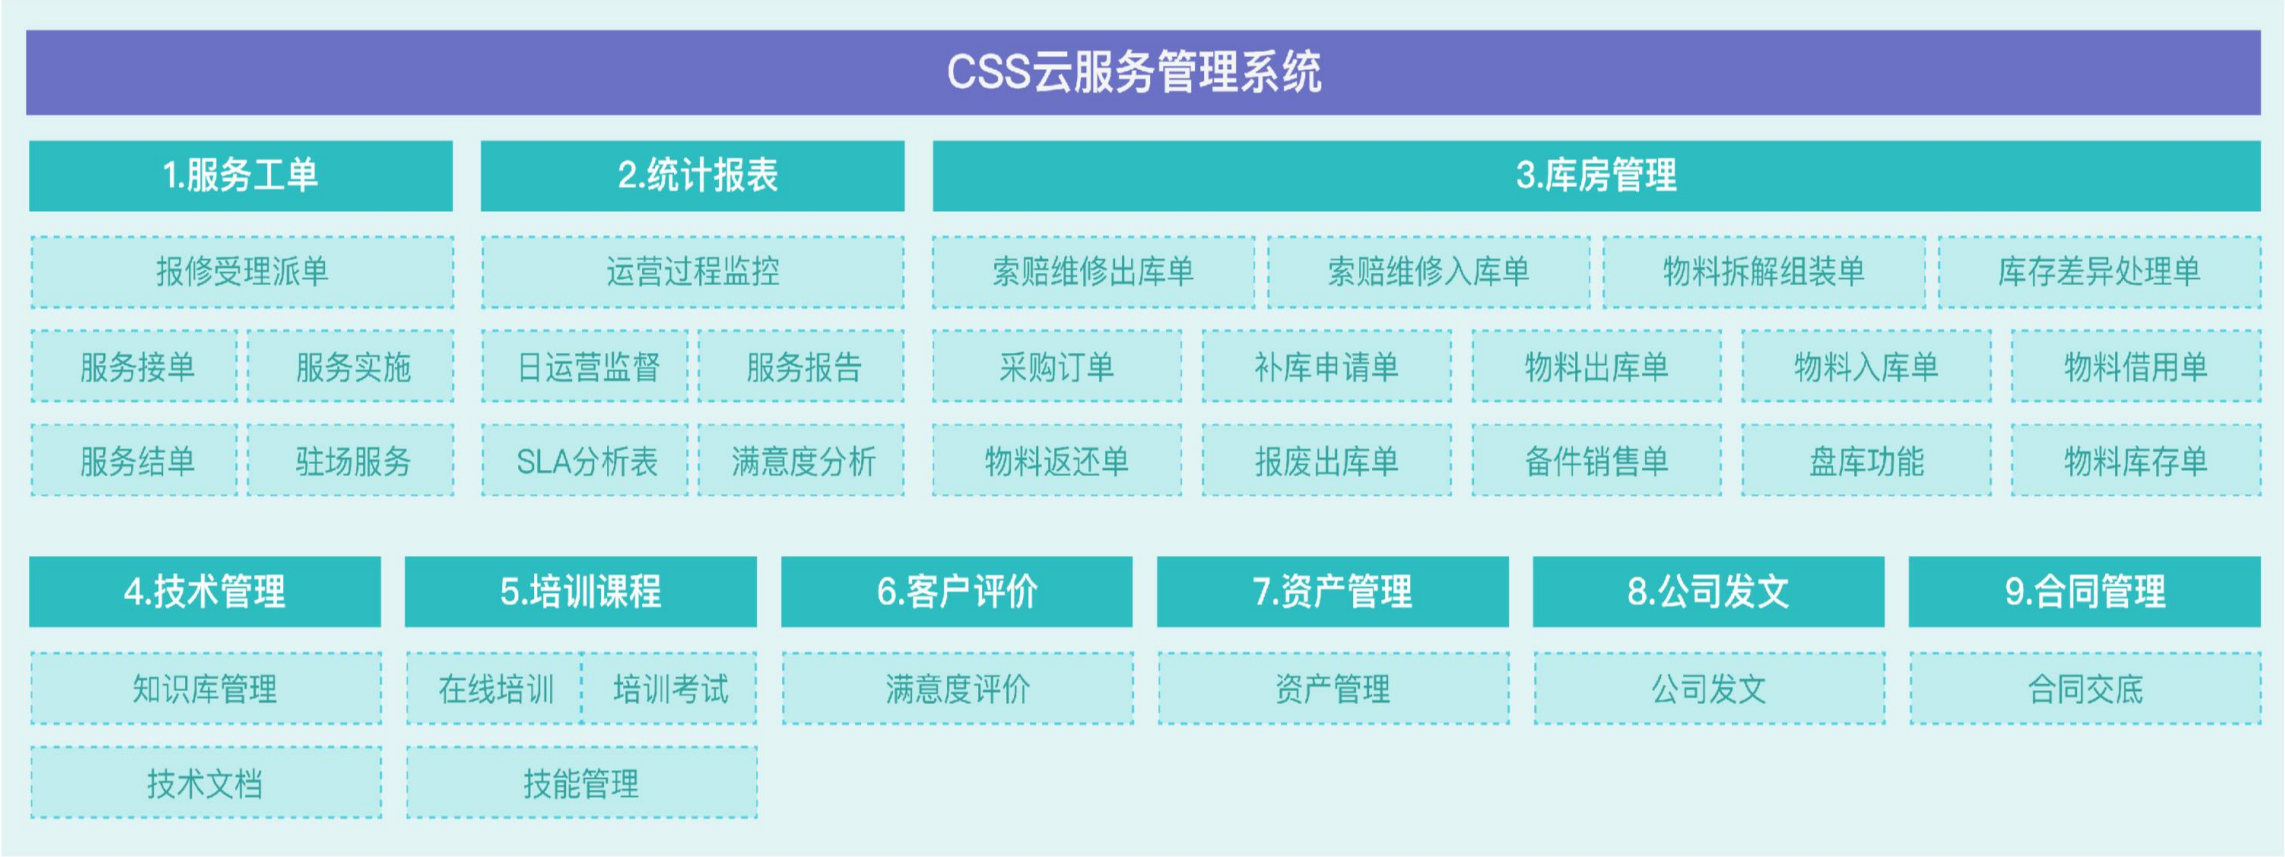 CSS云服务管理系统
1.服务工单 2.统计报表 3.库房管理
报修受理派单 运营过程监控 索赔维修出库单 索赔维修入库单 物料拆解组装单 库存差异处理单
服务接单 服务实施 日运营监督 服务报告 采购订单 补库申请单 物料出库单 物料入库单 物料借用单
服务结单 驻场服务 SLA分析表 满意度分析 物料返还单 报废出库单 备件销售单 盘库功能 物料库存单
4.技术管理 5.培训课程 6.客户评价 7.资产管理 8.公司发文 9.合同管理
知识库管理 在线培训 培训考试 满意度评价 资产管理 公司发文 合同交底
技术文档 技能管理